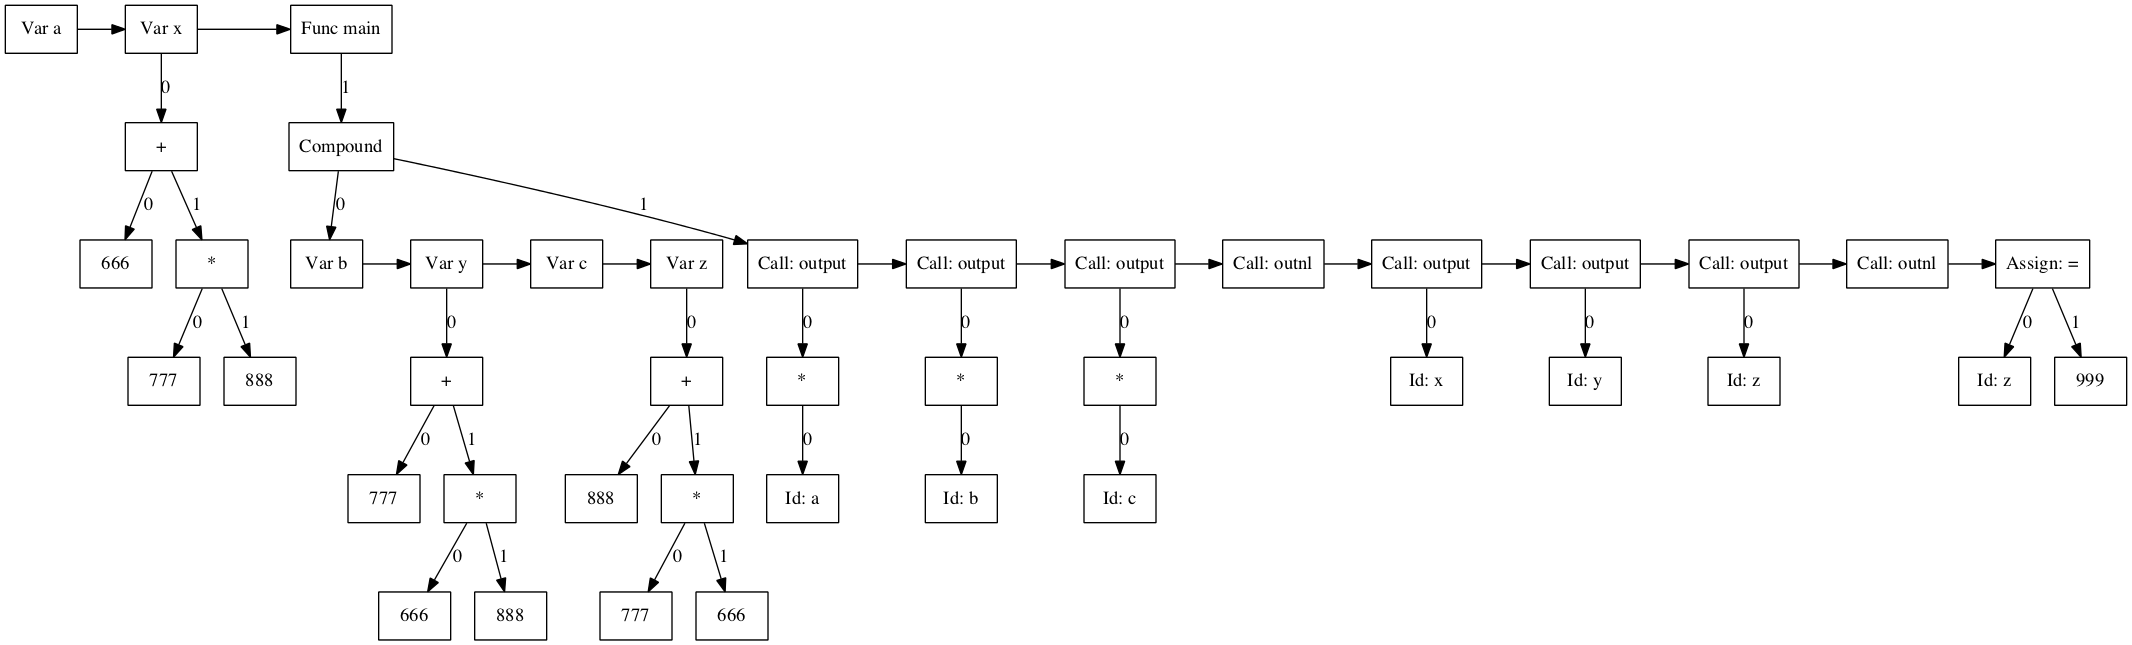 Var a
Var x
Func main
0
1
+
Compound
0
1
0
1
666
*
Var b
Var y
Var c
Var z
Call: output
Call: output
Call: output
Call: outnl
Call: output
Call: output
Call: output
Call: outnl
Assign: =
0
1
0
0
0
0
0
0
0
0
0
1
777
888
+
+
*
*
*
Id: x
Id: y
Id: z
Id: z
999
0
1
0
1
0
0
0
777
*
888
*
Id: a
Id: b
Id: c
0
1
0
1
666
888
777
666